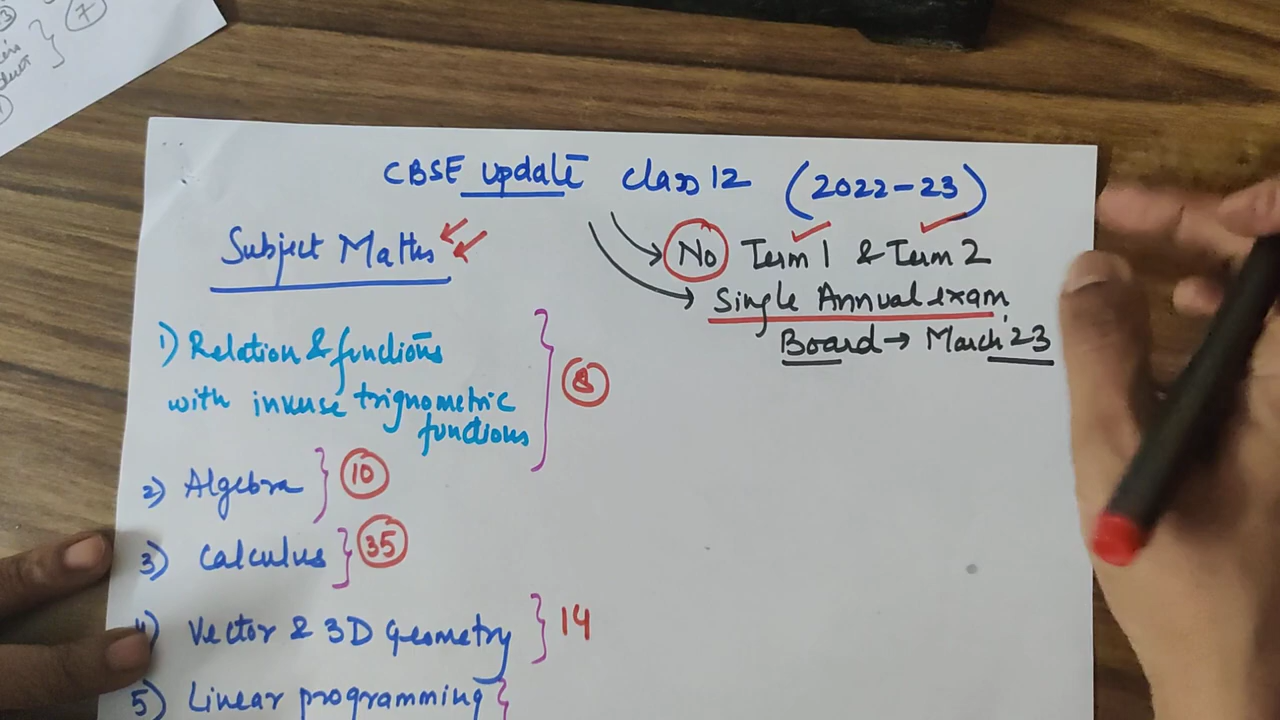 7
CBSE update class 12 (2022-23)
Subject Maths
No Term 1 & Term 2
Single Annual exam
Board → March'23
1) Relation & functions
with inverse trignometric
functions
8
2) Algebra
10
3) Calculus
35
4) Vector & 3D Geometry
14
5) Linear programming